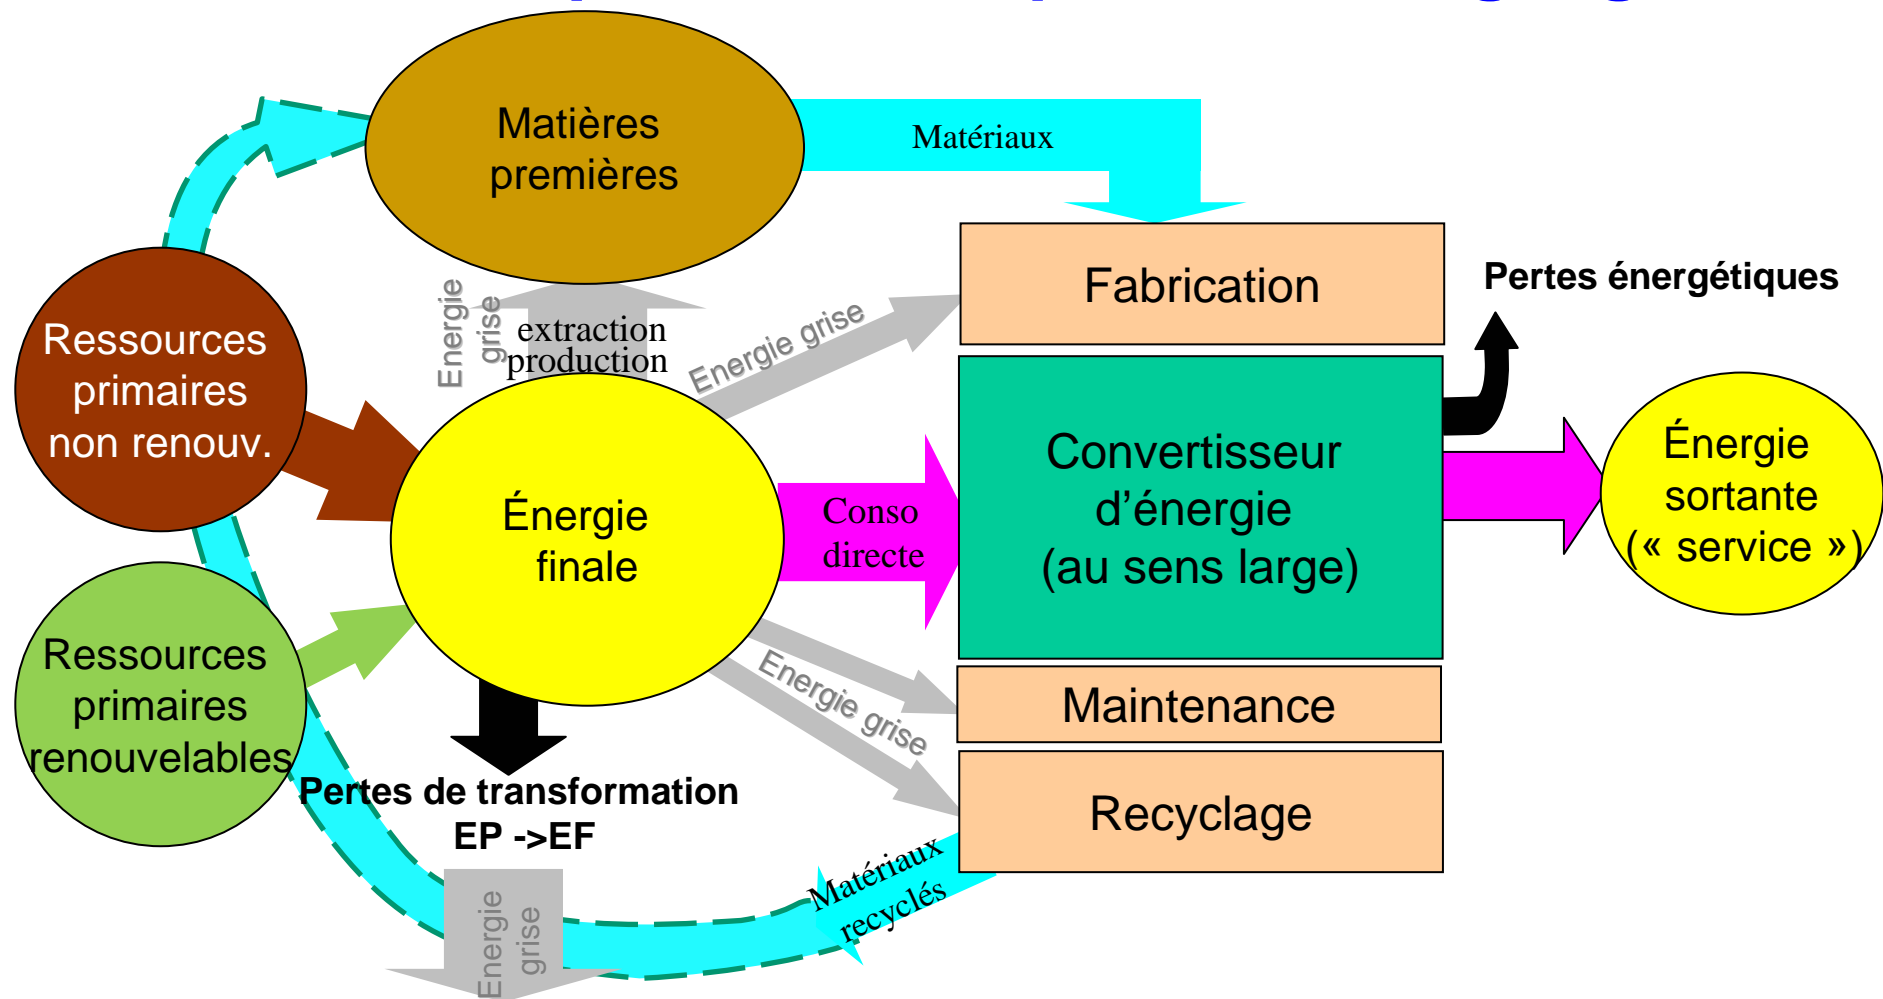 Matières
premières
Matériaux
Fabrication
Pertes énergétiques
Energie
grise
extraction
production
Energie grise
Ressources
primaires
non renouv.
Convertisseur
d’énergie
(au sens large)
Énergie
sortante
(« service »)
Énergie
finale
Conso
directe
Ressources
primaires
renouvelables
Energie grise
Maintenance
Pertes de transformation
EP ->EF
Recyclage
Matériaux
recyclés
Energie
grise